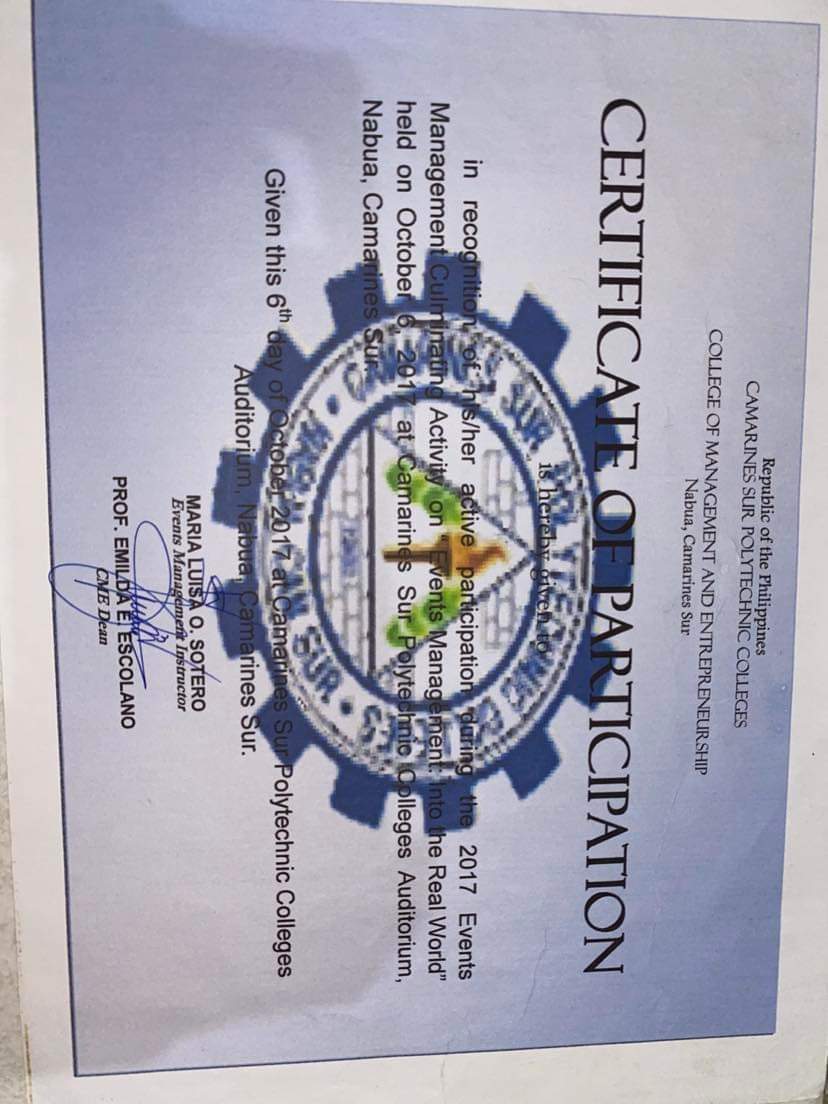 Republic of the Philippines
CAMARINES SUR POLYTECHNIC COLLEGES
COLLEGE OF MANAGEMENT AND ENTREPRENEURSHIP
Nabua, Camarines Sur
CERTIFICATE OF PARTICIPATION
is hereby given to
in recognition of his/her active participation during the 2017 Events
Management Culminating Activity on "Events Management: Into the Real World"
held on October 6, 2017 at Camarines Sur Polytechnic Colleges Auditorium,
Nabua, Camarines Sur.
Given this 6th day of October 2017 at Camarines Sur Polytechnic Colleges
Auditorium, Nabua, Camarines Sur.
MARIA LUISA O. SOTERO
Events Management Instructor
PROF. EMILDA E. ESCOLANO
CME Dean